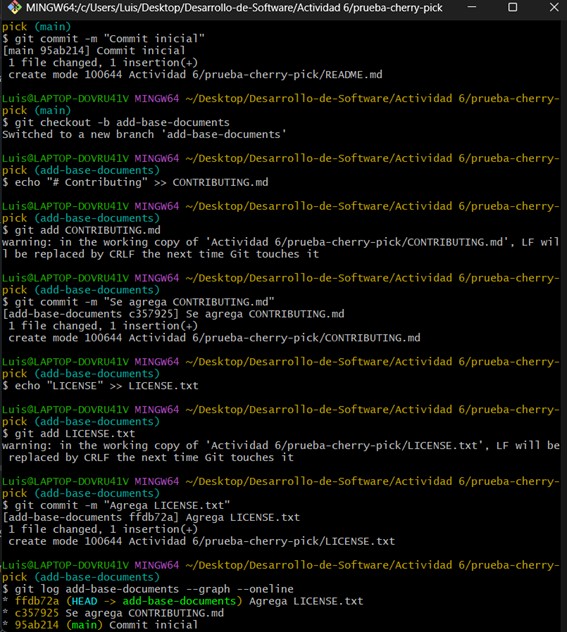 MINGW64:/c/Users/Luis/Desktop/Desarrollo-de-Software/Actividad 6/prueba-cherry-pick
pick (main)
$ git commit -m "Commit inicial"
[main 95ab214] Commit inicial
 1 file changed, 1 insertion(+)
 create mode 100644 Actividad 6/prueba-cherry-pick/README.md

Luis@LAPTOP-DOVRU41V MINGW64 ~/Desktop/Desarrollo-de-Software/Actividad 6/prueba-cherry-
pick (main)
$ git checkout -b add-base-documents
Switched to a new branch 'add-base-documents'

Luis@LAPTOP-DOVRU41V MINGW64 ~/Desktop/Desarrollo-de-Software/Actividad 6/prueba-cherry-
pick (add-base-documents)
$ echo "# Contributing" >> CONTRIBUTING.md

Luis@LAPTOP-DOVRU41V MINGW64 ~/Desktop/Desarrollo-de-Software/Actividad 6/prueba-cherry-
pick (add-base-documents)
$ git add CONTRIBUTING.md
warning: in the working copy of 'Actividad 6/prueba-cherry-pick/CONTRIBUTING.md', LF wil
l be replaced by CRLF the next time Git touches it

Luis@LAPTOP-DOVRU41V MINGW64 ~/Desktop/Desarrollo-de-Software/Actividad 6/prueba-cherry-
pick (add-base-documents)
$ git commit -m "Se agrega CONTRIBUTING.md"
[add-base-documents c357925] Se agrega CONTRIBUTING.md
 1 file changed, 1 insertion(+)
 create mode 100644 Actividad 6/prueba-cherry-pick/CONTRIBUTING.md

Luis@LAPTOP-DOVRU41V MINGW64 ~/Desktop/Desarrollo-de-Software/Actividad 6/prueba-cherry-
pick (add-base-documents)
$ echo "LICENSE" >> LICENSE.txt

Luis@LAPTOP-DOVRU41V MINGW64 ~/Desktop/Desarrollo-de-Software/Actividad 6/prueba-cherry-
pick (add-base-documents)
$ git add LICENSE.txt
warning: in the working copy of 'Actividad 6/prueba-cherry-pick/LICENSE.txt', LF will be
 replaced by CRLF the next time Git touches it

Luis@LAPTOP-DOVRU41V MINGW64 ~/Desktop/Desarrollo-de-Software/Actividad 6/prueba-cherry-
pick (add-base-documents)
$ git commit -m "Agrega LICENSE.txt"
[add-base-documents ffdb72a] Agrega LICENSE.txt
 1 file changed, 1 insertion(+)
 create mode 100644 Actividad 6/prueba-cherry-pick/LICENSE.txt

Luis@LAPTOP-DOVRU41V MINGW64 ~/Desktop/Desarrollo-de-Software/Actividad 6/prueba-cherry-
pick (add-base-documents)
$ git log add-base-documents --graph --oneline
* ffdb72a (HEAD -> add-base-documents) Agrega LICENSE.txt
* c357925 Se agrega CONTRIBUTING.md
* 95ab214 (main) Commit inicial